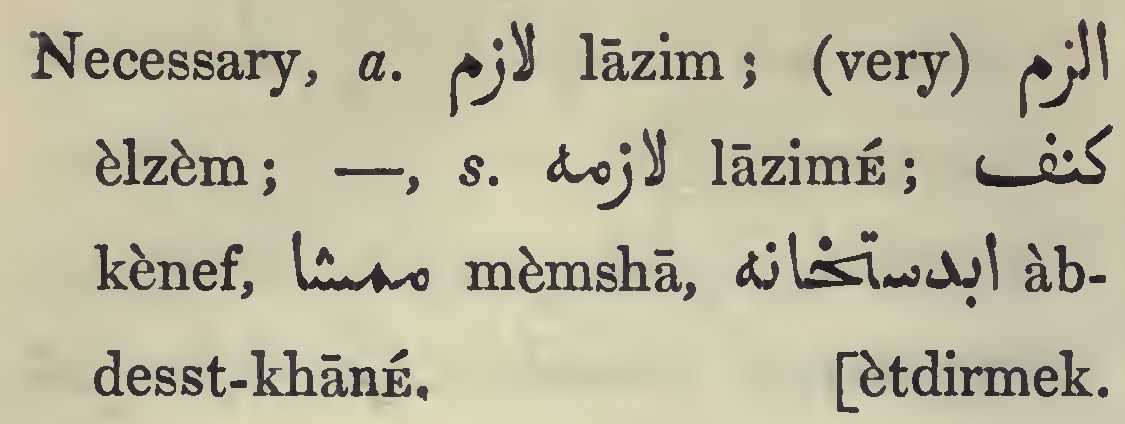 Necessary, a. لازم lāzim; (very) الزم
èlzèm; —, s. لازمه lāzimÉ; كنف
kènef, ممشا mèmshā, ابدستخانه àb-
desst-khānÉ. [ètdirmek.